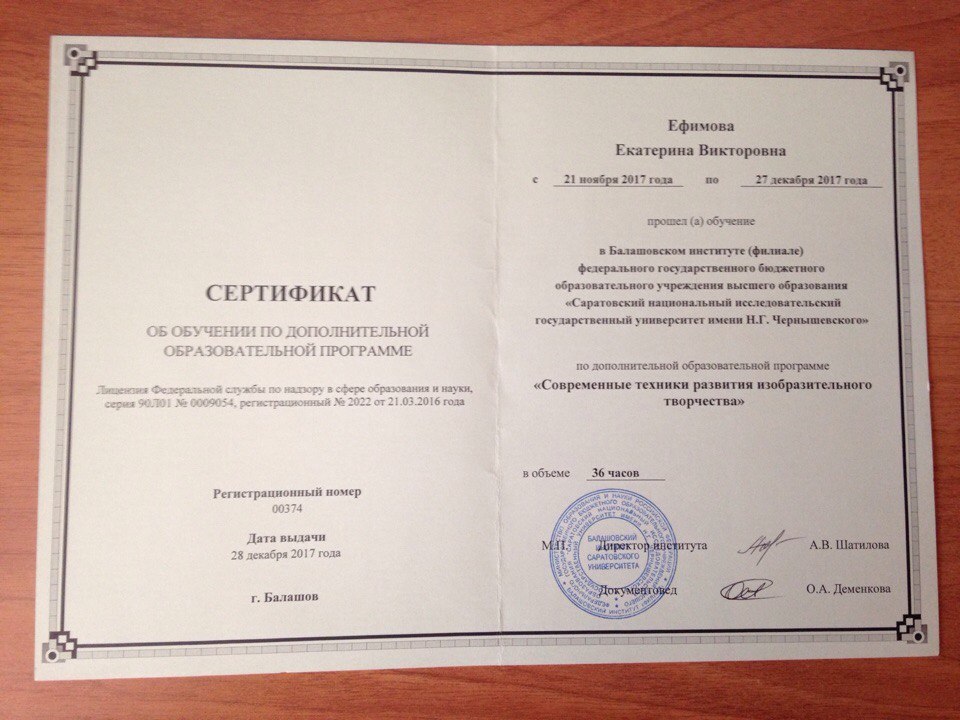 СЕРТИФИКАТ
ОБ ОБУЧЕНИИ ПО ДОПОЛНИТЕЛЬНОЙ
ОБРАЗОВАТЕЛЬНОЙ ПРОГРАММЕ
Лицензия Федеральной службы по надзору в сфере образования и науки,
серия 90Л01 № 0009054, регистрационный № 2022 от 21.03.2016 года
Регистрационный номер
00374
Дата выдачи
28 декабря 2017 года
г. Балашов
Ефимова
Екатерина Викторовна
с 21 ноября 2017 года по 27 декабря 2017 года
прошел (а) обучение
в Балашовском институте (филиале)
федерального государственного бюджетного
образовательного учреждения высшего образования
«Саратовский национальный исследовательский
государственный университет имени Н.Г. Чернышевского»
по дополнительной образовательной программе
«Современные техники развития изобразительного
творчества»
в объеме 36 часов
М.П. Директор института А.В. Шатилова
Документовед О.А. Деменкова
БАЛАШОВСКИЙ
ИНСТИТУТ
САРАТОВСКОГО
УНИВЕРСИТЕТА